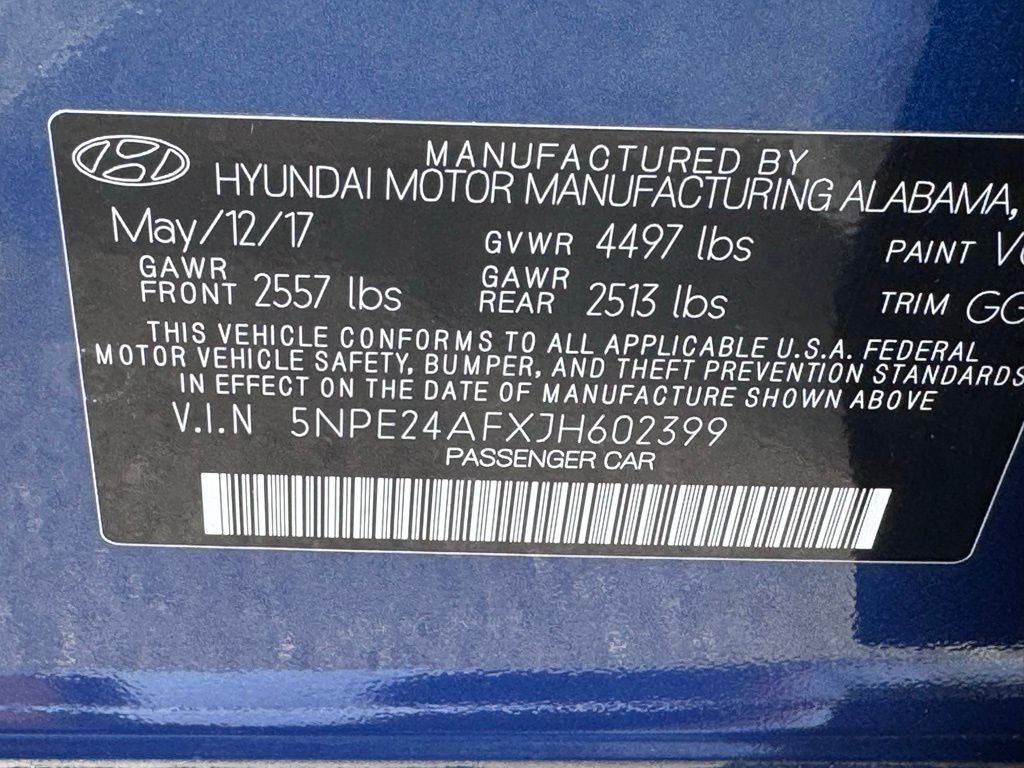 MANUFACTURED BY
HYUNDAI MOTOR MANUFACTURING ALABAMA,
May/12/17 GVWR 4497 lbs PAINT
GAWR FRONT 2557 lbs GAWR REAR 2513 lbs TRIM GG
THIS VEHICLE CONFORMS TO ALL APPLICABLE U.S.A. FEDERAL
MOTOR VEHICLE SAFETY, BUMPER, AND THEFT PREVENTION STANDARDS
IN EFFECT ON THE DATE OF MANUFACTURE SHOWN ABOVE
V.I.N 5NPE24AFXJH602399
PASSENGER CAR